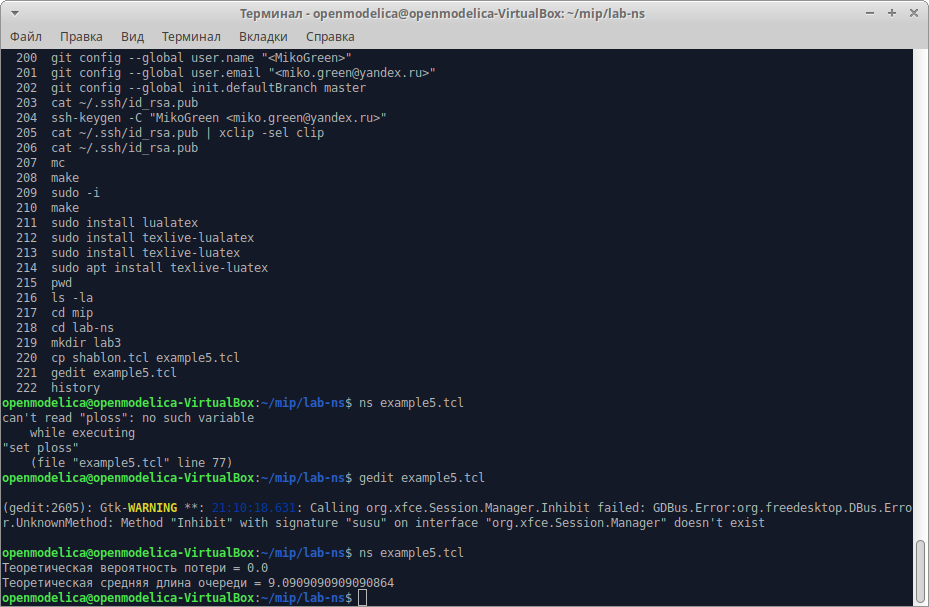 Терминал - openmodelica@openmodelica-VirtualBox: ~/mip/lab-ns
Файл Правка Вид Терминал Вкладки Справка
200 git config --global user.name "<MikoGreen>"
201 git config --global user.email "<miko.green@yandex.ru>"
202 git config --global init.defaultBranch master
203 cat ~/.ssh/id_rsa.pub
204 ssh-keygen -C "MikoGreen <miko.green@yandex.ru>"
205 cat ~/.ssh/id_rsa.pub | xclip -sel clip
206 cat ~/.ssh/id_rsa.pub
207 mc
208 make
209 sudo -i
210 make
211 sudo install lualatex
212 sudo install texlive-lualatex
213 sudo install texlive-luatex
214 sudo apt install texlive-luatex
215 pwd
216 ls -la
217 cd mip
218 cd lab-ns
219 mkdir lab3
220 cp shablon.tcl example5.tcl
221 gedit example5.tcl
222 history
openmodelica@openmodelica-VirtualBox:~/mip/lab-ns$ ns example5.tcl
can't read "ploss": no such variable
while executing
"set ploss"
(file "example5.tcl" line 77)
openmodelica@openmodelica-VirtualBox:~/mip/lab-ns$ gedit example5.tcl
(gedit:2605): Gtk-WARNING **: 21:10:18.631: Calling org.xfce.Session.Manager.Inhibit failed: GDBus.Error:org.freedesktop.DBus.Erro
r.UnknownMethod: Method "Inhibit" with signature "susu" on interface "org.xfce.Session.Manager" doesn't exist
openmodelica@openmodelica-VirtualBox:~/mip/lab-ns$ ns example5.tcl
Теоретическая вероятность потери = 0.0
Теоретическая средняя длина очереди = 9.0909090909090864
openmodelica@openmodelica-VirtualBox:~/mip/lab-ns$